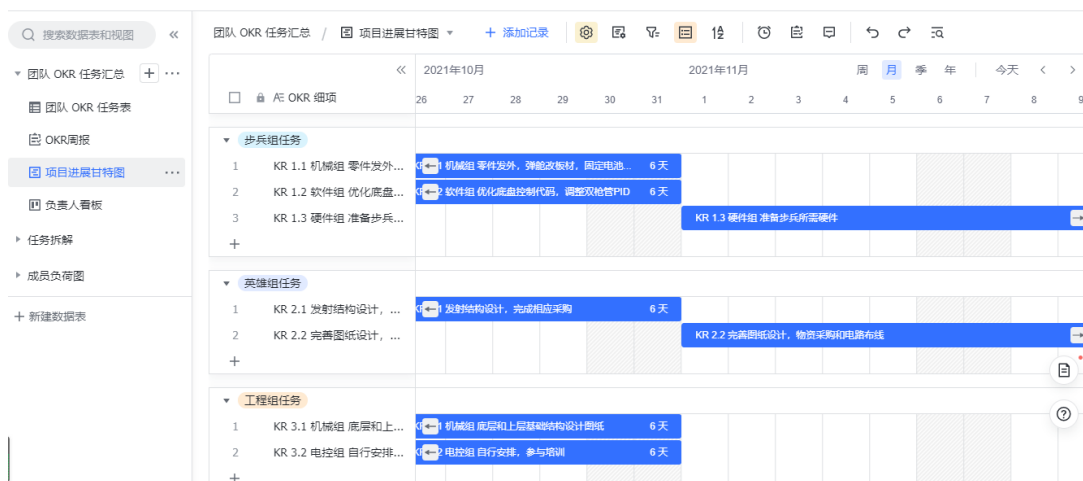 搜索数据表和视图
团队 OKR 任务汇总 / 项目进展甘特图 添加记录
团队 OKR 任务汇总
团队 OKR 任务表
OKR周报
项目进展甘特图
负责人看板
任务拆解
成员负荷图
新建数据表
2021年10月 2021年11月 周 月 季 年 今天
OKR 细项 26 27 28 29 30 31 1 2 3 4 5 6 7 8 9
步兵组任务
1 KR 1.1 机械组 零件发外... 1 机械组 零件发外，弹舱改板材，固定电池... 6 天
2 KR 1.2 软件组 优化底盘... 2 软件组 优化底盘控制代码，调整双枪管PID 6 天
3 KR 1.3 硬件组 准备步兵... KR 1.3 硬件组 准备步兵所需硬件
英雄组任务
1 KR 2.1 发射结构设计，... 1 发射结构设计，完成相应采购 6 天
2 KR 2.2 完善图纸设计，... KR 2.2 完善图纸设计，物资采购和电路布线
工程组任务
1 KR 3.1 机械组 底层和上... 1 机械组 底层和上层基础结构设计图纸 6 天
2 KR 3.2 电控组 自行安排... 2 电控组 自行安排，参与培训 6 天